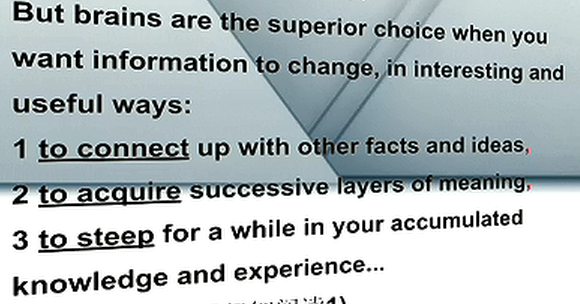 But brains are the superior choice when you
want information to change, in interesting and
useful ways:
1 to connect up with other facts and ideas,
2 to acquire successive layers of meaning,
3 to steep for a while in your accumulated
knowledge and experience...